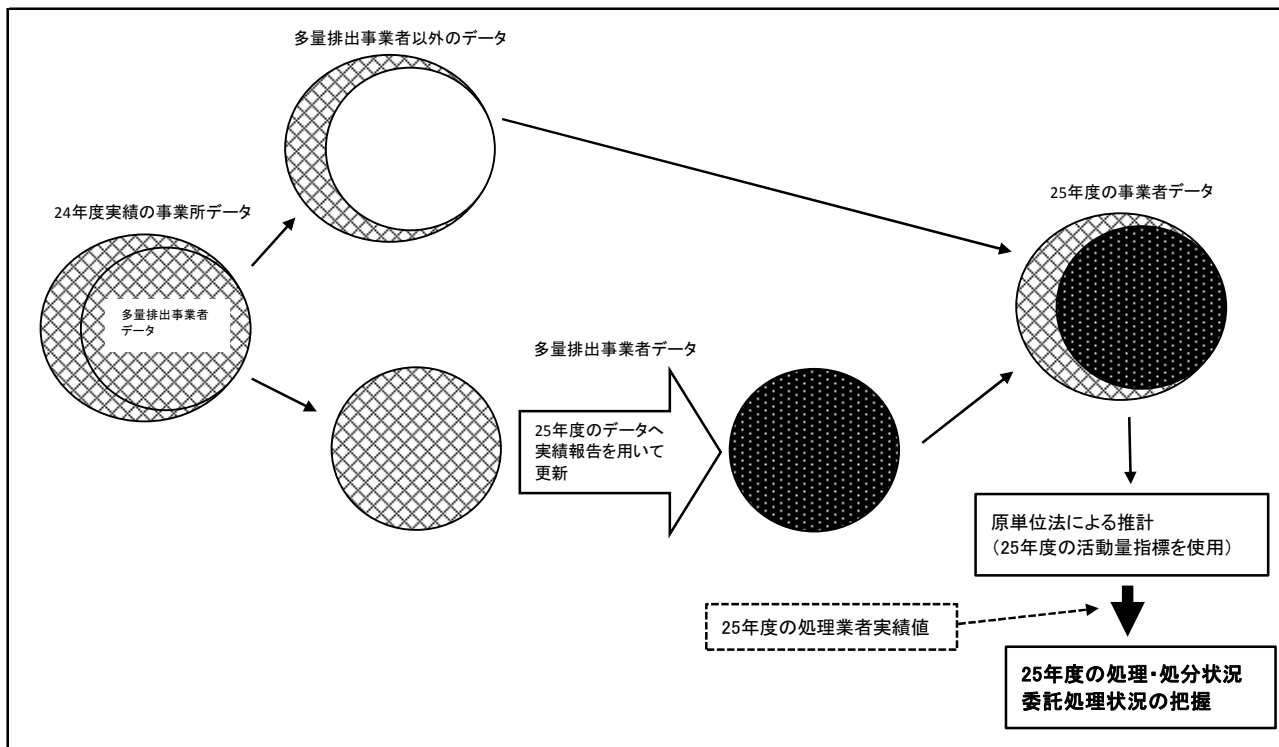 多量排出事業者以外のデータ
24年度実績の事業所データ
多量排出事業者
データ
多量排出事業者データ
25年度のデータへ
実績報告を用いて
更新
25年度の事業者データ
原単位法による推計
(25年度の活動量指標を使用)
25年度の処理業者実績値
25年度の処理・処分状況
委託処理状況の把握